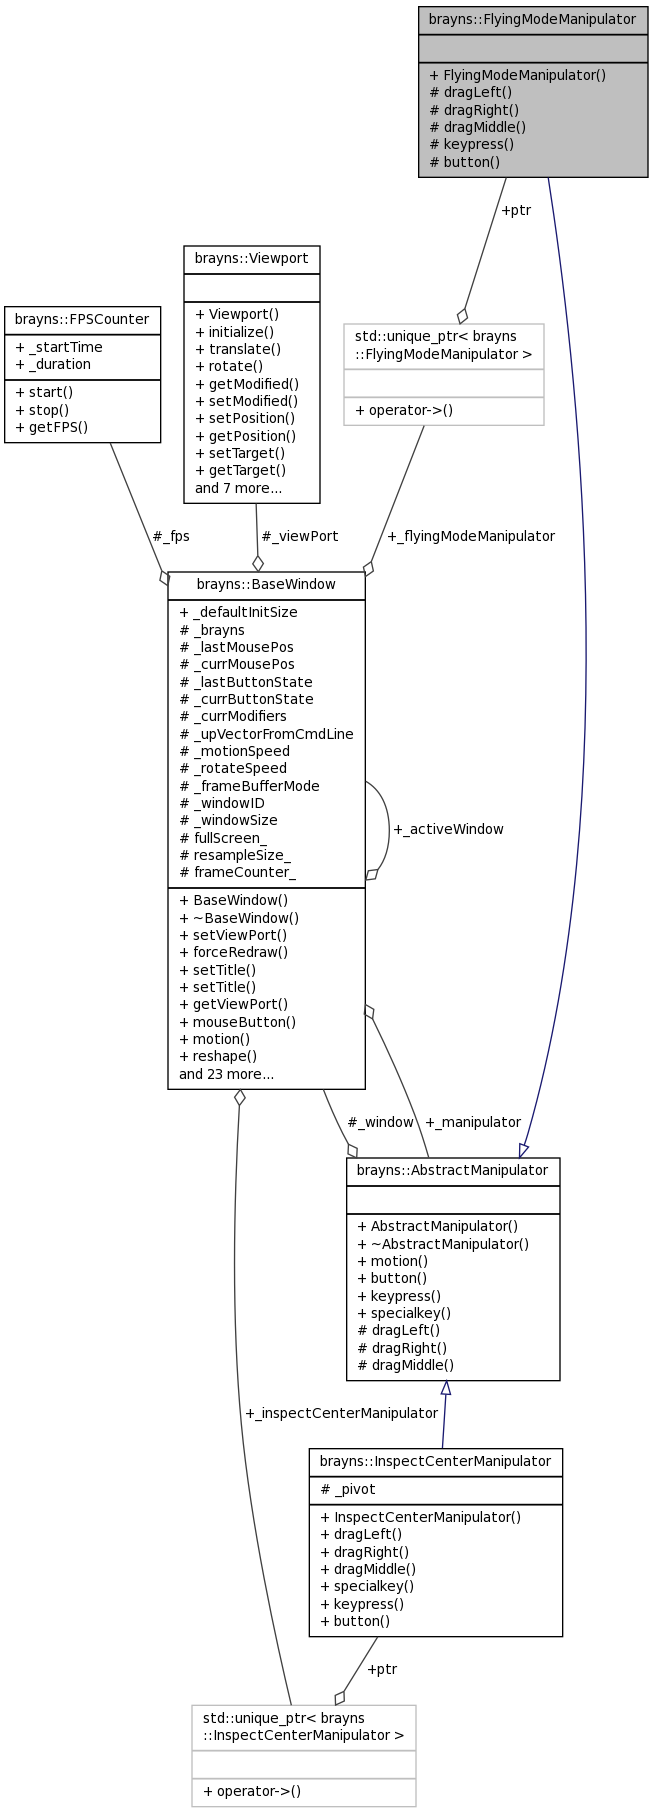 brayns::FlyingModeManipulator
+ FlyingModeManipulator()
# dragLeft()
# dragRight()
# dragMiddle()
# keypress()
# button()
+ptr
brayns::Viewport
+ Viewport()
+ initialize()
+ translate()
+ rotate()
+ getModified()
+ setModified()
+ setPosition()
+ getPosition()
+ setTarget()
+ getTarget()
and 7 more...
brayns::FPSCounter
+ _startTime
+ _duration
+ start()
+ stop()
+ getFPS()
std::unique_ptr< brayns
::FlyingModeManipulator >
+ operator->()
#_fps
#_viewPort
+_flyingModeManipulator
brayns::BaseWindow
+ _defaultInitSize
# _brayns
# _lastMousePos
# _currMousePos
# _lastButtonState
# _currButtonState
# _currModifiers
# _upVectorFromCmdLine
# _motionSpeed
# _rotateSpeed
# _frameBufferMode
# _windowID
# _windowSize
# fullScreen_
# resampleSize_
# frameCounter_
+ BaseWindow()
+ ~BaseWindow()
+ setViewPort()
+ forceRedraw()
+ setTitle()
+ setTitle()
+ getViewPort()
+ mouseButton()
+ motion()
+ reshape()
and 23 more...
+_activeWindow
#_window
+_manipulator
brayns::AbstractManipulator
+ AbstractManipulator()
+ ~AbstractManipulator()
+ motion()
+ button()
+ keypress()
+ specialkey()
# dragLeft()
# dragRight()
# dragMiddle()
+_inspectCenterManipulator
brayns::InspectCenterManipulator
# _pivot
+ InspectCenterManipulator()
+ dragLeft()
+ dragRight()
+ dragMiddle()
+ specialkey()
+ keypress()
+ button()
+ptr
std::unique_ptr< brayns
::InspectCenterManipulator >
+ operator->()